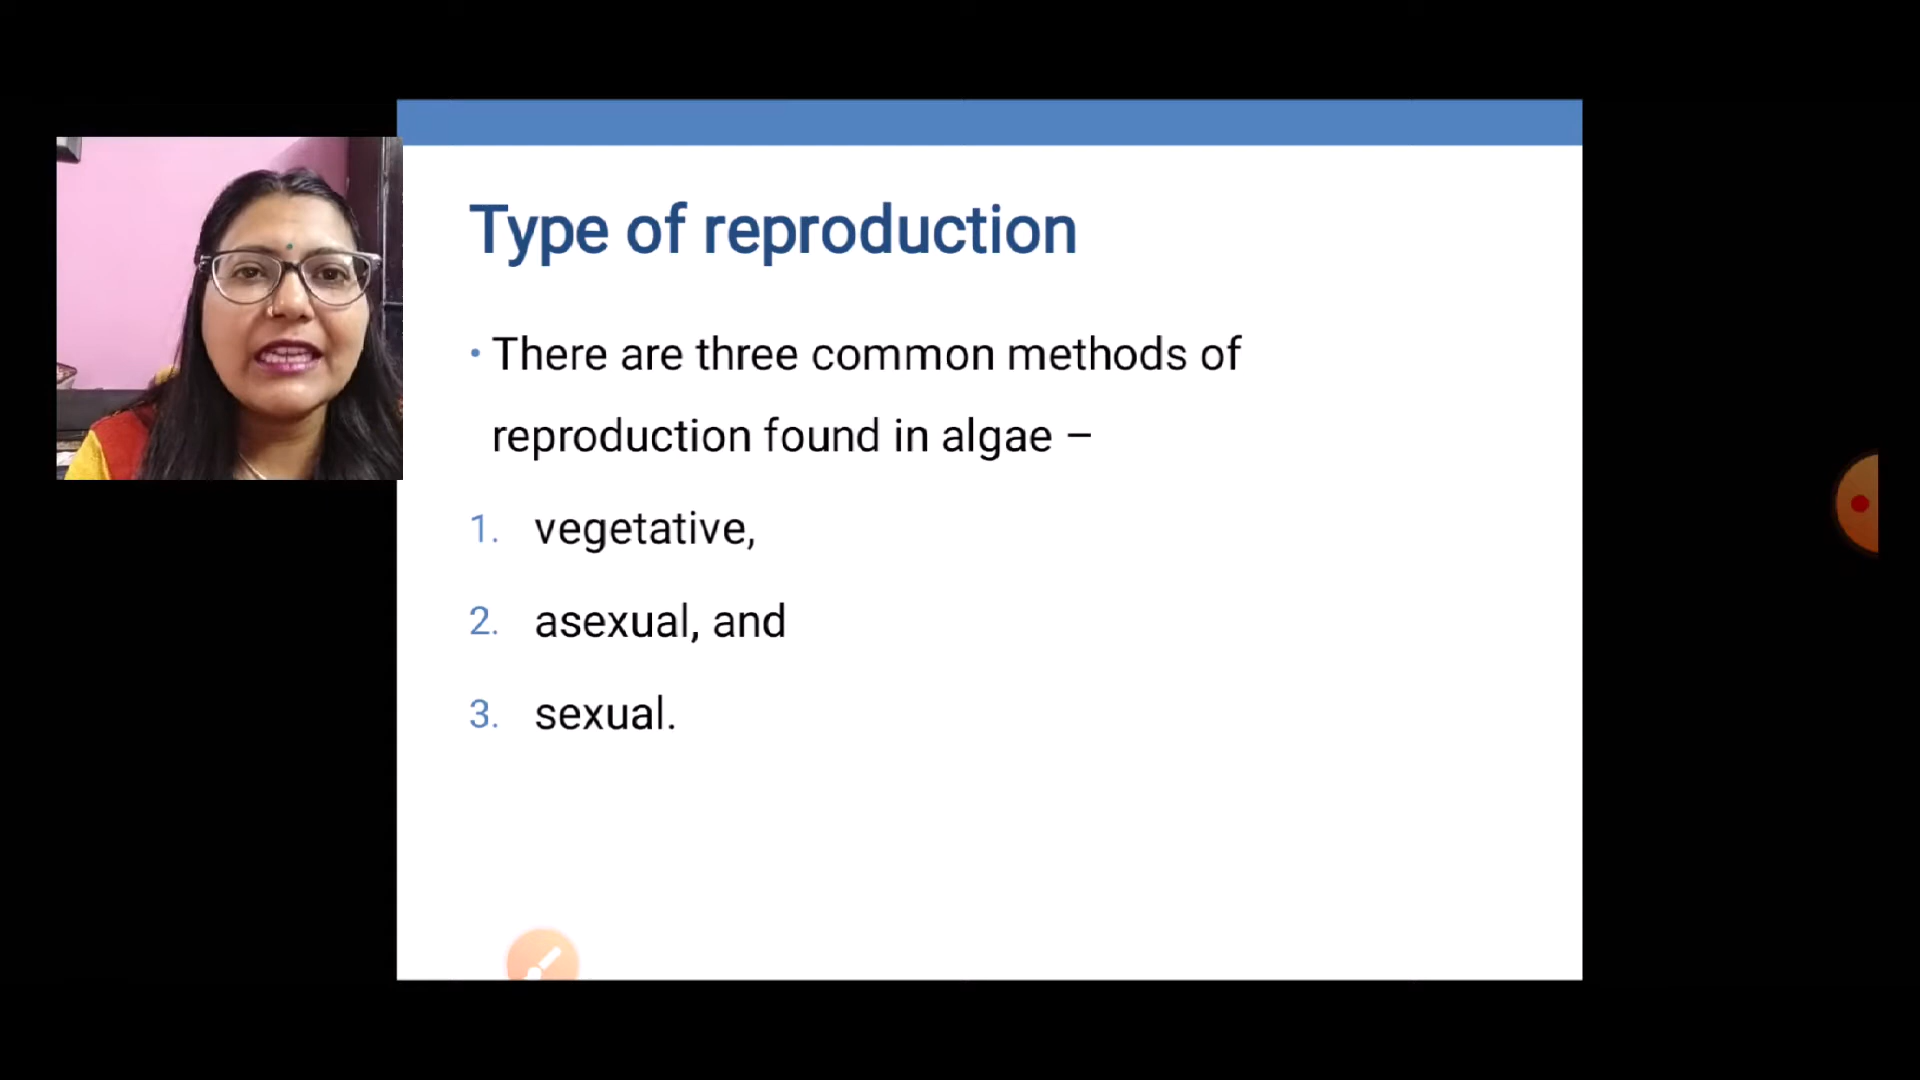 Type of reproduction
• There are three common methods of
reproduction found in algae –
1. vegetative,
2. asexual, and
3. sexual.